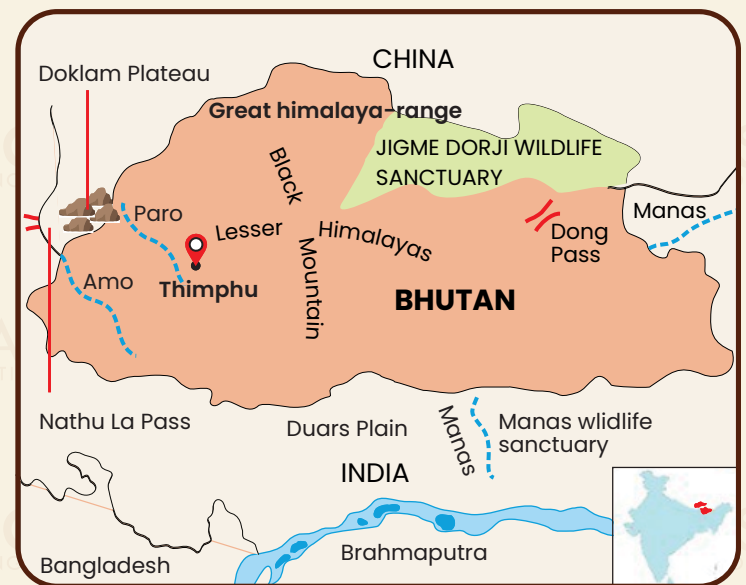 CHINA
Doklam Plateau
Great himalaya-range
JIGME DORJI WILDLIFE
SANCTUARY
Black
Paro
Lesser
Himalayas
Mountain
Manas
Dong
Pass
Amo
Thimphu
BHUTAN
Nathu La Pass
Duars Plain
Manas
Manas wlidlife
sanctuary
INDIA
Brahmaputra
Bangladesh